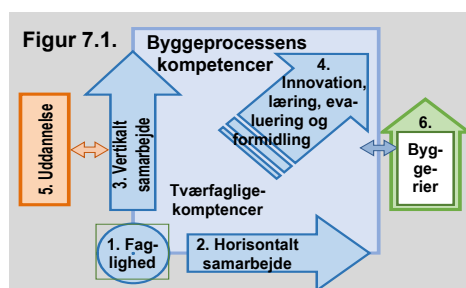 Figur 7.1.
Byggeprocessens
kompetencer
4.
Innovation,
læring, eva-
luering og
formidling
5. Uddannelse
3. Vertikalt
samarbejde
6.
Byg-
ge-
rier
Tværfaglige-
komptencer
1. Fag-
lighed
2. Horisontalt
samarbejde